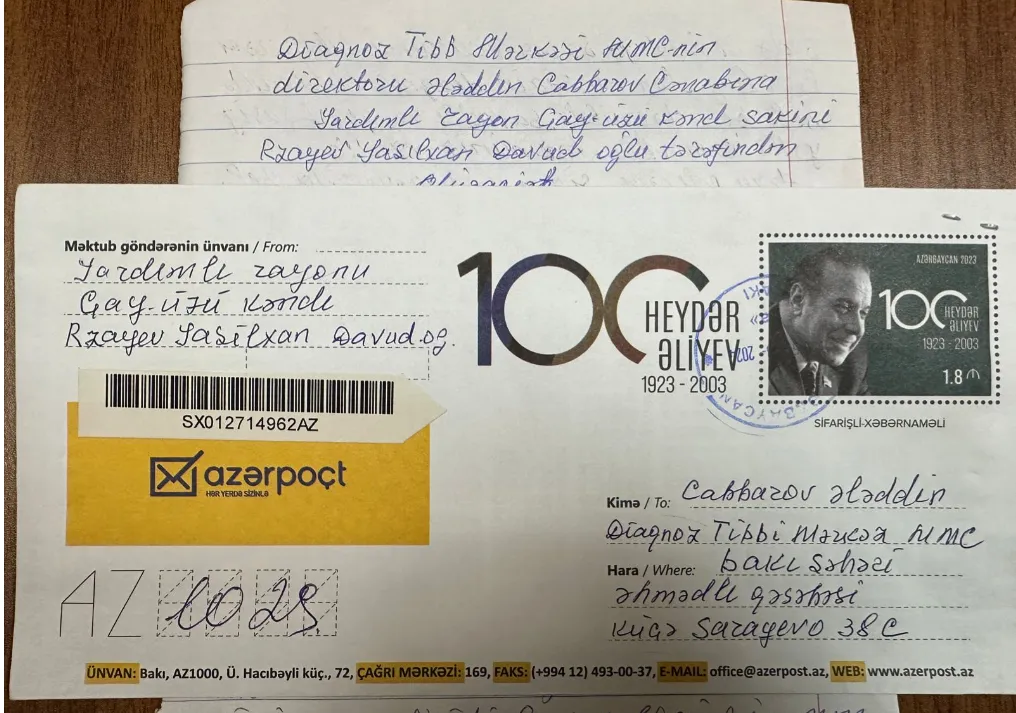 Diaqnoz Tibb Mərkəzi MMC-nin
direktoru Ələddin Cabbarov Cənabına
Yardımlı rayon Gay-üzü kənd sakini
Rzayev Yasilxan Davud oğlu tərəfindən
Məktub göndərənin ünvanı / From:
Yardımlı rayonu
Gay-üzü kəndi
Rzayev Yasilxan Davud.og.
SX012714962AZ
azərpoçt
HƏR YERDƏ SİZİNLƏ
AZ 1025
100
HEYDƏR
ƏLİYEV
1923 - 2003
AZƏRBAYCAN 2023
100 HEYDƏR
ƏLİYEV
1923 - 2003
1.8 ₼
SİFARİŞLİ-XƏBƏRNAMƏLİ
Kimə / To: Cabbarov Ələddin
Diaqnoz Tibbi Mərkəz MMC
Hara / Where: Bakı Şəhəri
Əhmədli qəsəbəsi
Küçə Sarayevo 38 C
ÜNVAN: Bakı, AZ1000, Ü. Hacıbəyli küç., 72, ÇAĞRI MƏRKƏZİ: 169, FAKS: (+994 12) 493-00-37, E-MAIL: office@azerpost.az, WEB: www.azerpost.az